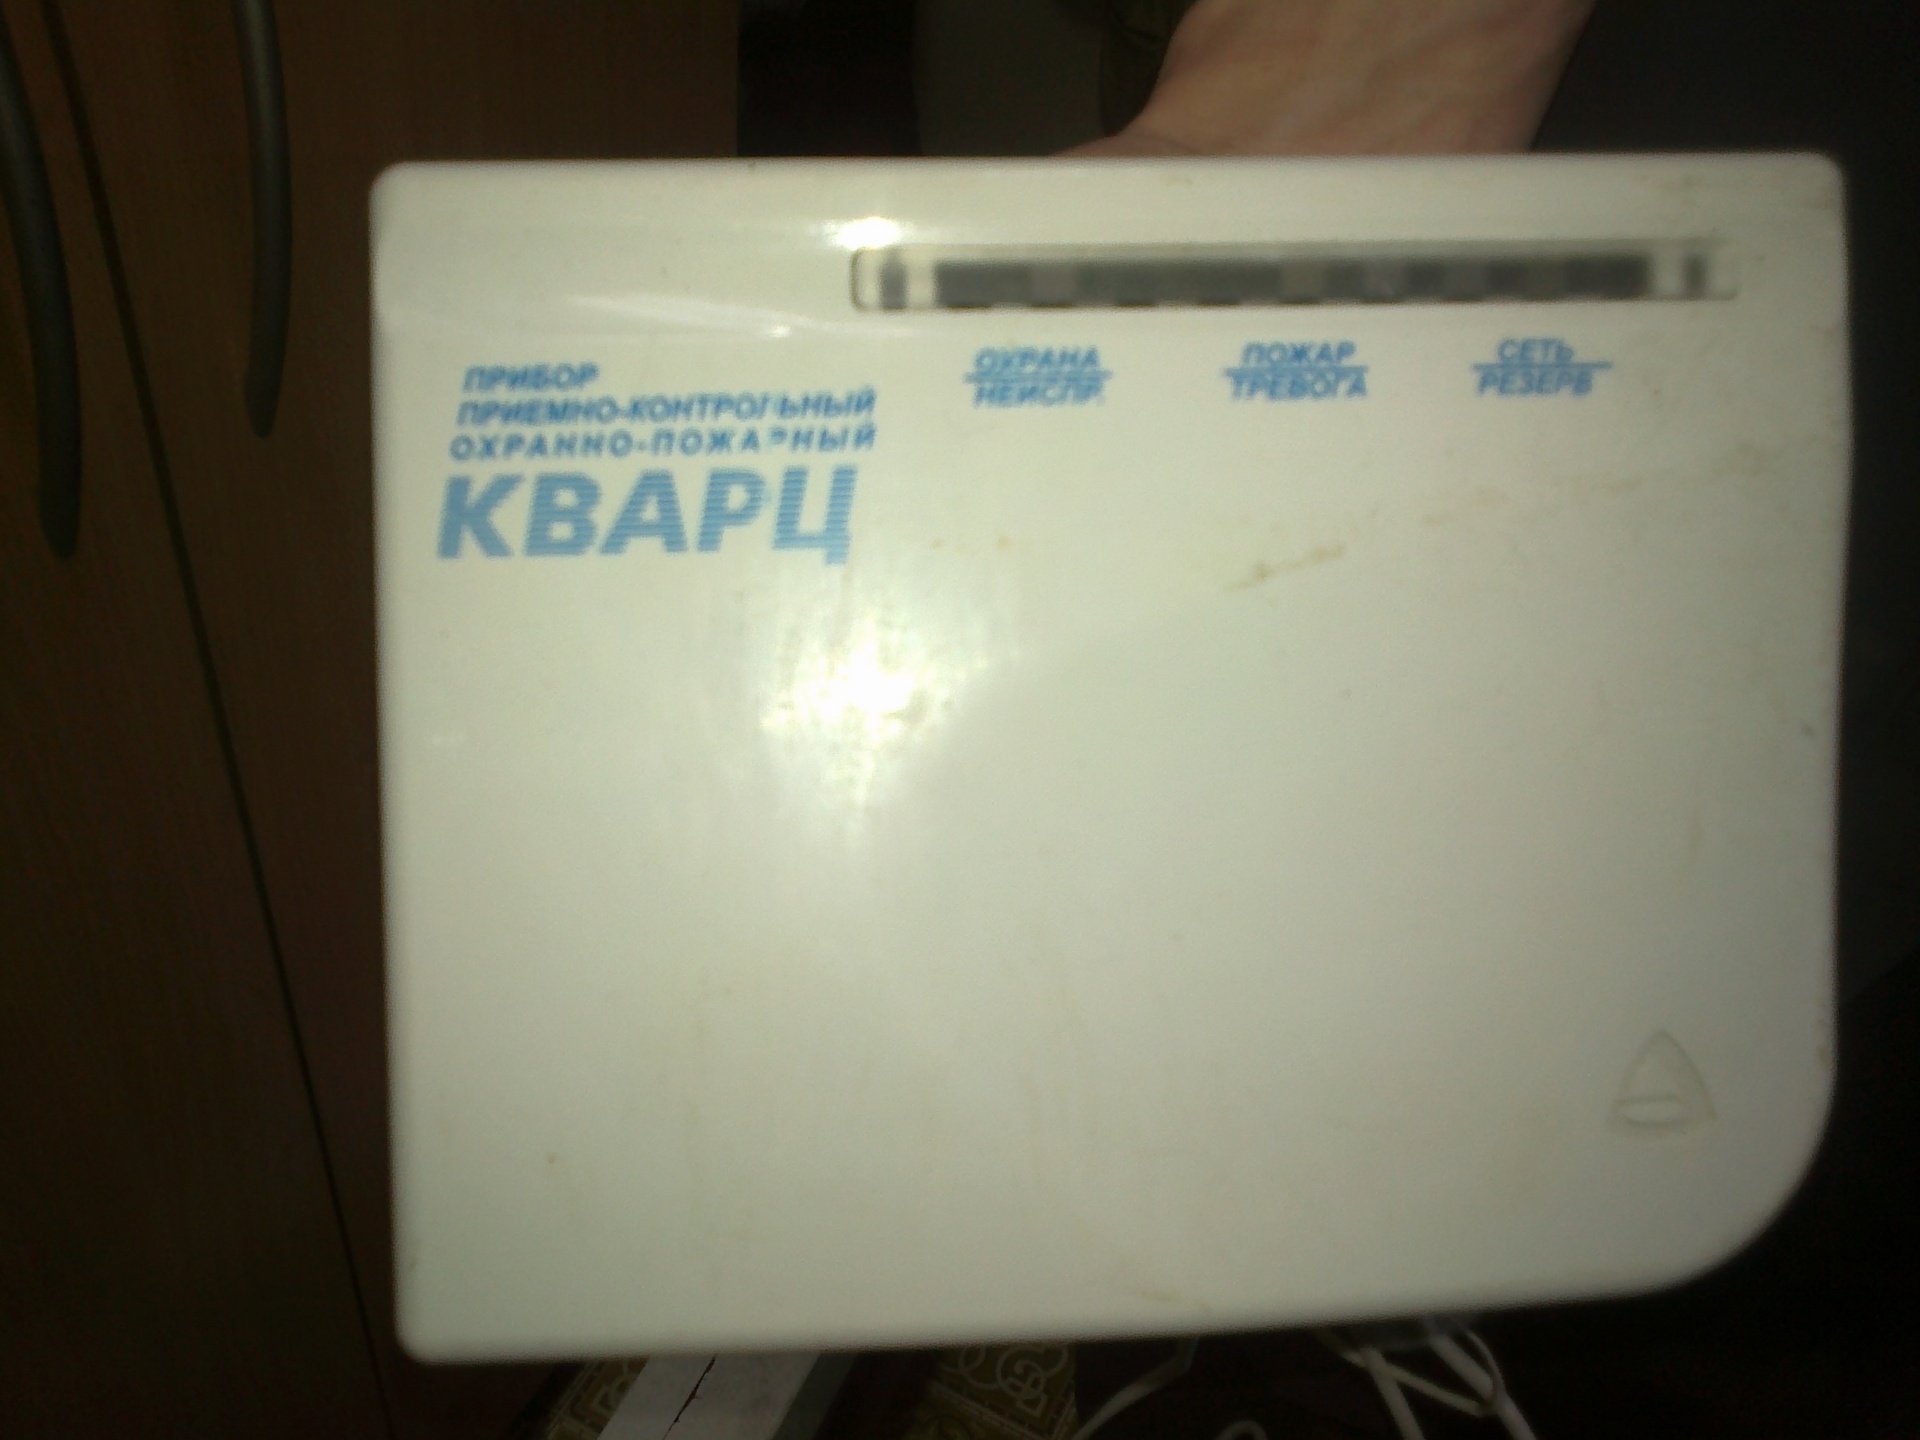 ПРИБОР
ПРИЕМНО-КОНТРОЛЬНЫЙ
ОХРАННО-ПОЖАРНЫЙ
КВАРЦ
ОХРАНА
НЕИСПР.
ПОЖАР
ТРЕВОГА
СЕТЬ
РЕЗЕРВ